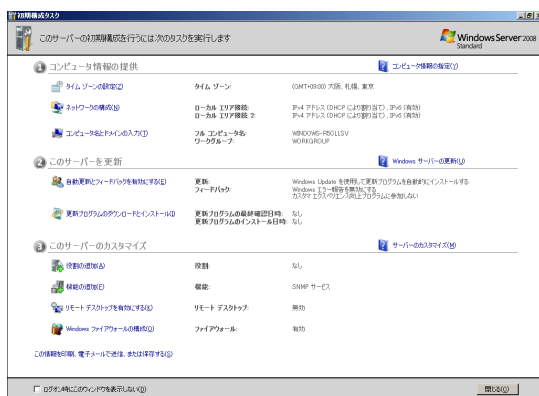 初期構成タスク
このサーバーの初期構成を行うには次のタスクを実行します
Windows Server 2008
Standard
1 コンピュータ情報の提供
コンピュータ情報の指定(Y)
タイム ゾーンの設定(Z)
タイム ゾーン:
(GMT+09:00) 大阪、札幌、東京
ネットワークの構成(N)
ローカル エリア接続: IPv4 アドレス (DHCP により割り当て)、IPv6 (有効)
ローカル エリア接続 2: IPv4 アドレス (DHCP により割り当て)、IPv6 (有効)
コンピュータ名とドメインの入力(T)
フル コンピュータ名:
ワークグループ: WORKGROUP
2 このサーバーを更新
Windows サーバーの更新(U)
自動更新とフィードバックを有効にする(E)
更新: Windows Update を使用して更新プログラムを自動的にインストールする
フィードバック: Windows エラー報告を無効にする
カスタマ エクスペリエンス向上プログラムに参加しない
更新プログラムのダウンロードとインストール(I)
更新プログラムの最終確認日時: なし
更新プログラムのインストール日時: なし
3 このサーバーのカスタマイズ
サーバーのカスタマイズ(M)
役割の追加(A)
役割: なし
機能の追加(F)
機能: SNMP サービス
リモート デスクトップを有効にする(K)
リモート デスクトップ: 無効
Windows ファイアウォールの構成(O)
ファイアウォール: 有効
この情報を印刷、電子メールで送信、または保存する(S)
ログオン時にこのウィンドウを表示しない(D)
閉じる(C)